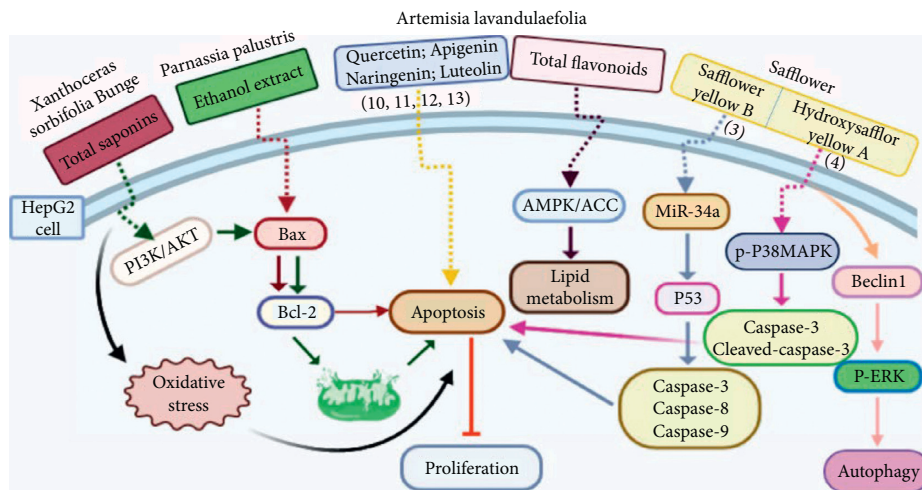 Artemisia lavandulaefolia
Xanthoceras
sorbifolia Bunge
Total saponins
Parnassia palustris
Ethanol extract
Quercetin; Apigenin
Naringenin; Luteolin
(10, 11, 12, 13)
Total flavonoids
Safflower
Safflower
yellow B
(3)
Hydroxysafflor
yellow A
(4)
HepG2
cell
PI3K/AKT
Bax
Bcl-2
Apoptosis
AMPK/ACC
Lipid
metabolism
MiR-34a
P53
p-P38MAPK
Beclin1
Caspase-3
Cleaved-caspase-3
P-ERK
Oxidative
stress
Caspase-3
Caspase-8
Caspase-9
Proliferation
Autophagy